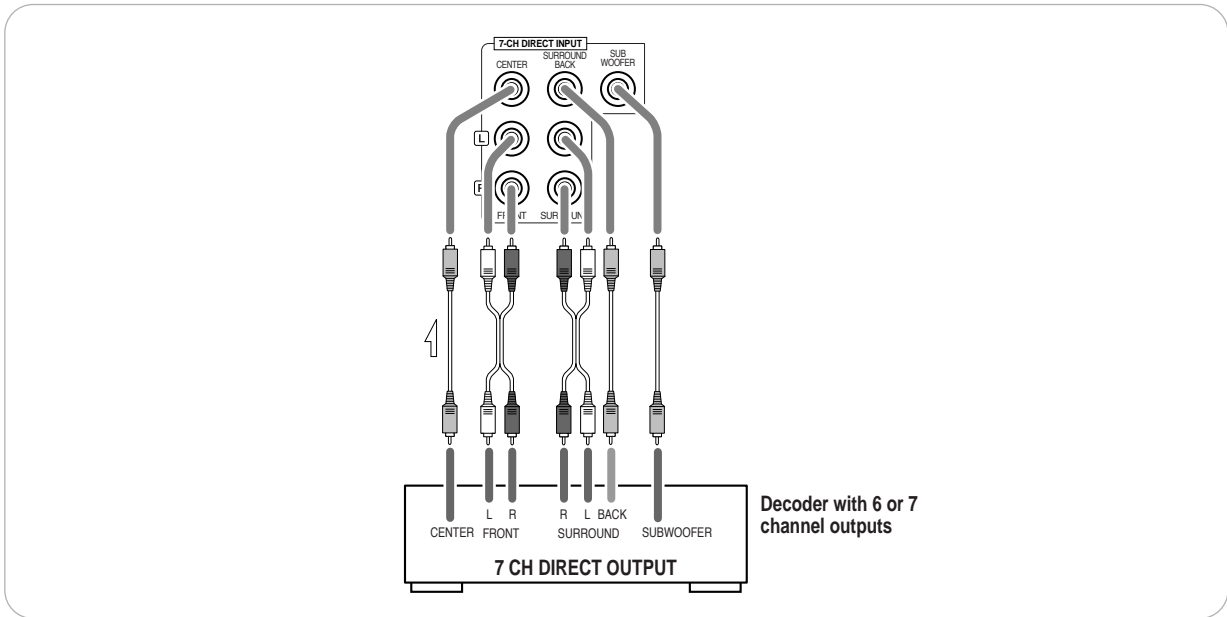 7-CH DIRECT INPUT
CENTER
SURROUND
BACK
SUB
WOOFER
L
FRONT
Decoder with 6 or 7
channel outputs
L R
R L BACK
CENTER FRONT
SURROUND
SUBWOOFER
7 CH DIRECT OUTPUT